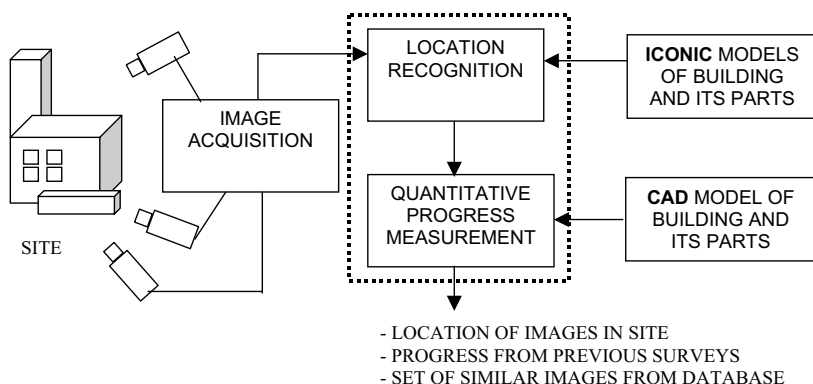 SITE
IMAGE
ACQUISITION
LOCATION
RECOGNITION
QUANTITATIVE
PROGRESS
MEASUREMENT
ICONIC MODELS
OF BUILDING
AND ITS PARTS
CAD MODEL OF
BUILDING AND
ITS PARTS
- LOCATION OF IMAGES IN SITE
- PROGRESS FROM PREVIOUS SURVEYS
- SET OF SIMILAR IMAGES FROM DATABASE